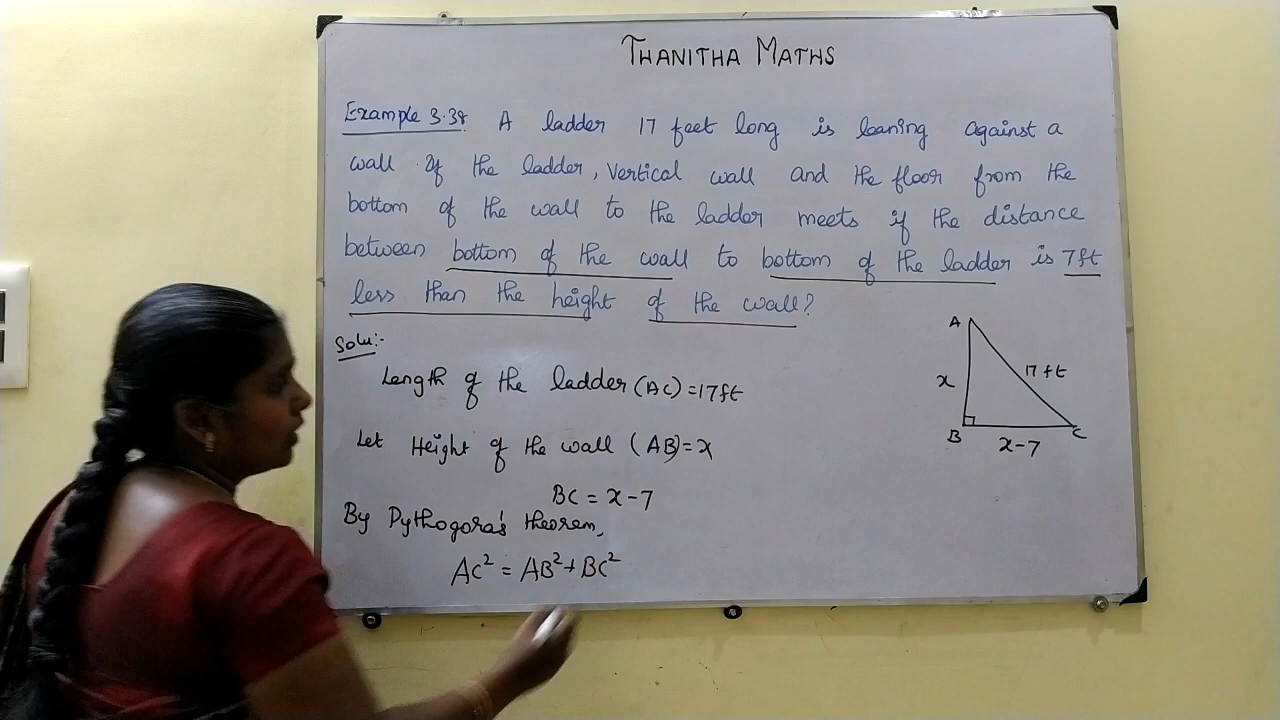 THANITHA MATHS
Example 3.38 A ladder 17 feet long is leaning against a
wall. If the ladder, vertical wall and the floor from the
bottom of the wall to the ladder meets if the distance
between bottom of the wall to bottom of the ladder is 7ft
less than the height of the wall?
Solu:-
Length of the ladder (AC)=17ft
Let Height of the wall (AB)=x
BC = x-7
By Pythogora's theorem,
AC² = AB²+BC²
A
17 ft
x
B
C
x-7